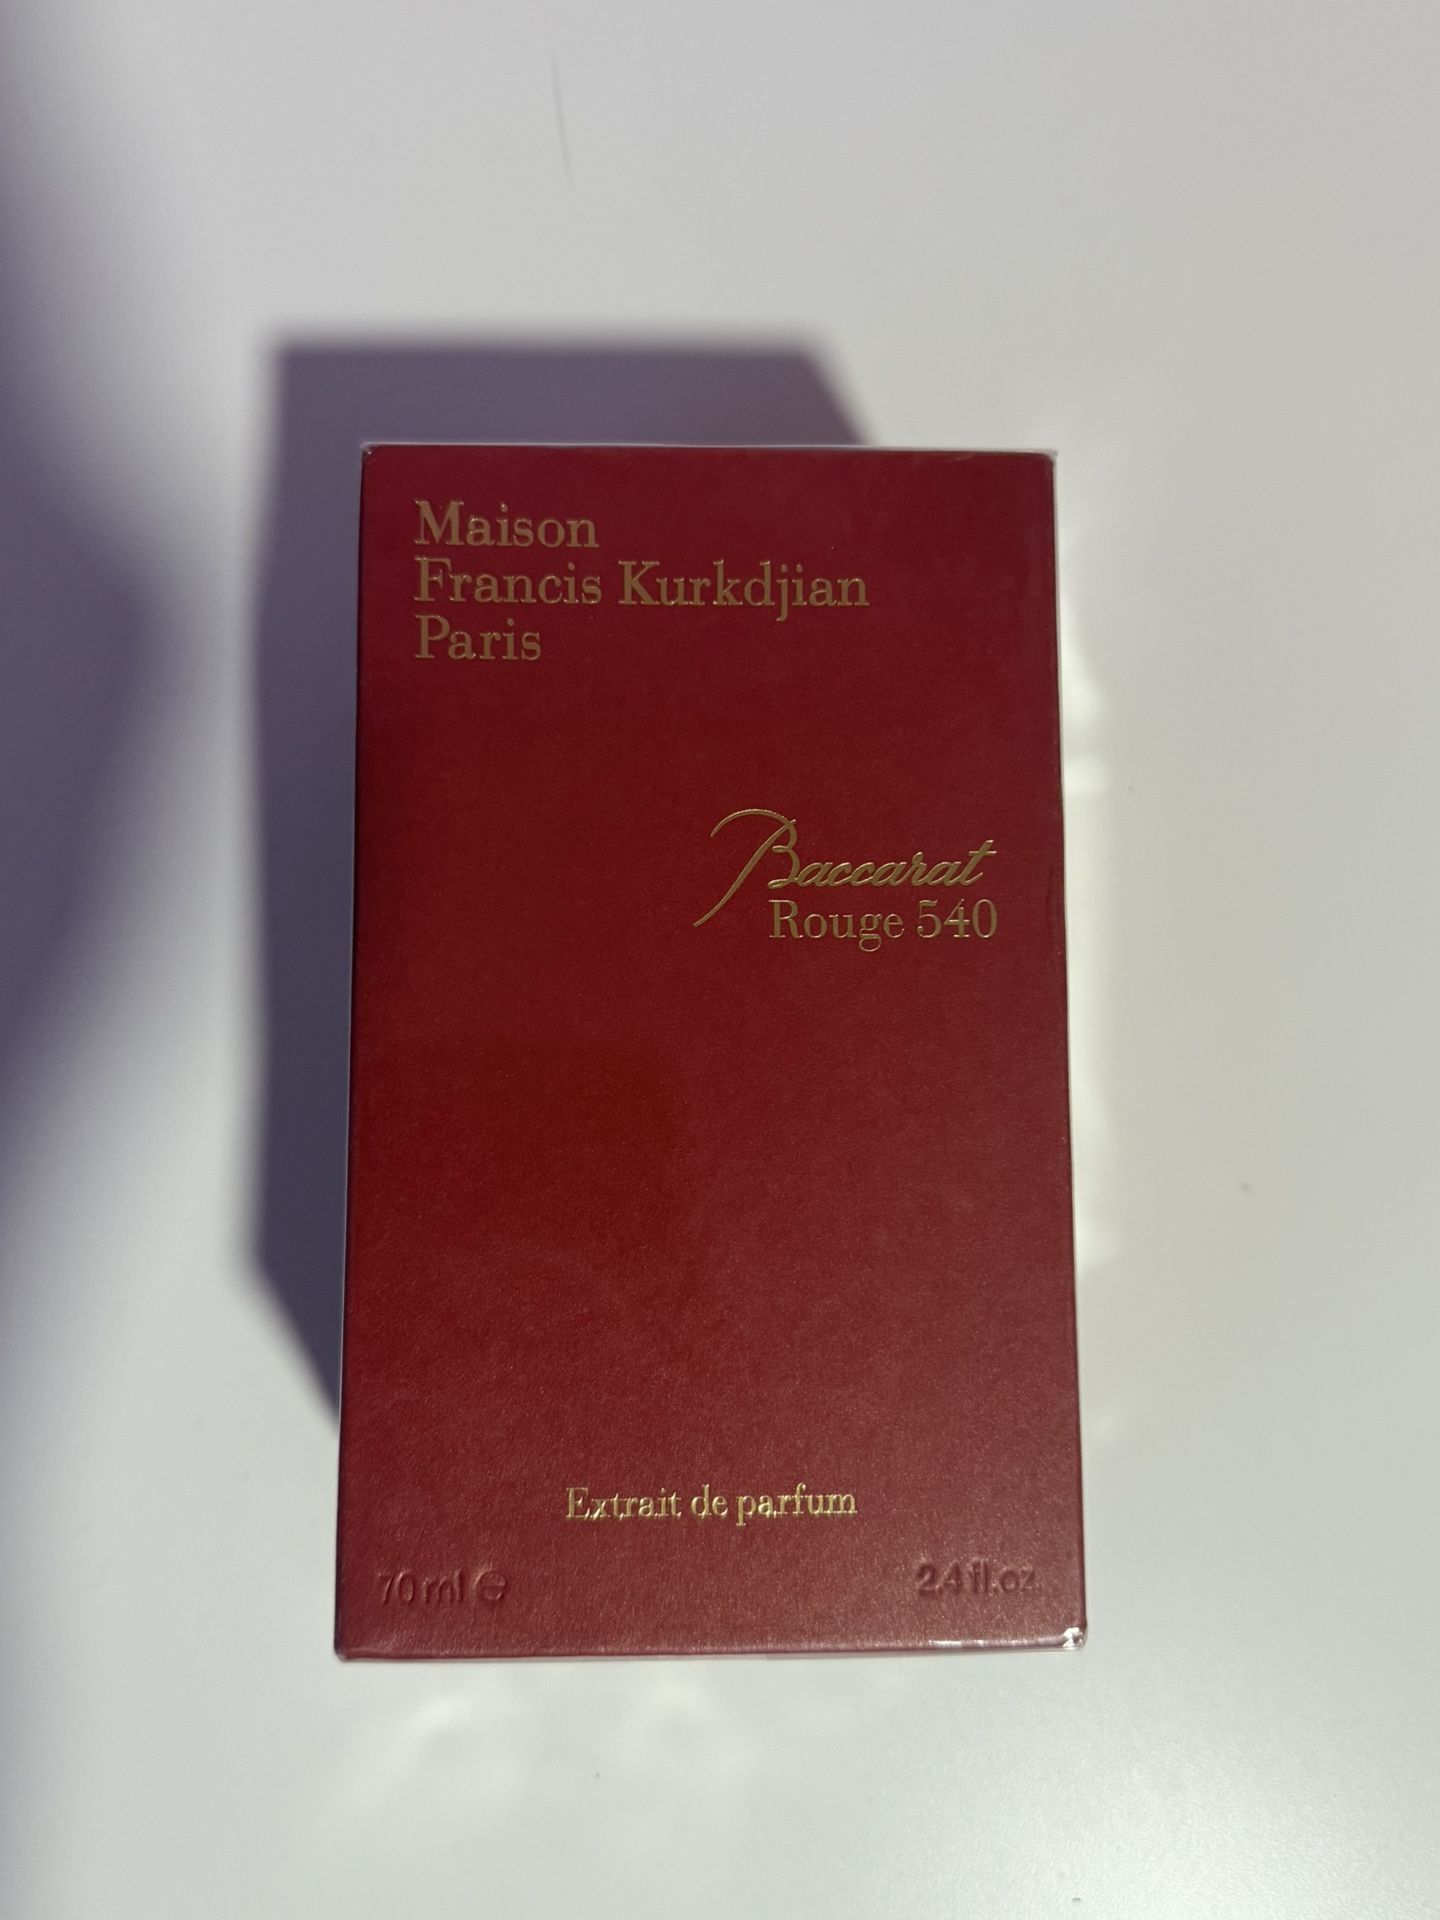 Maison
Francis Kurkdjian
Paris
Baccarat
Rouge 540
Extrait de parfum
70 ml ℮ 2.4 fl.oz.